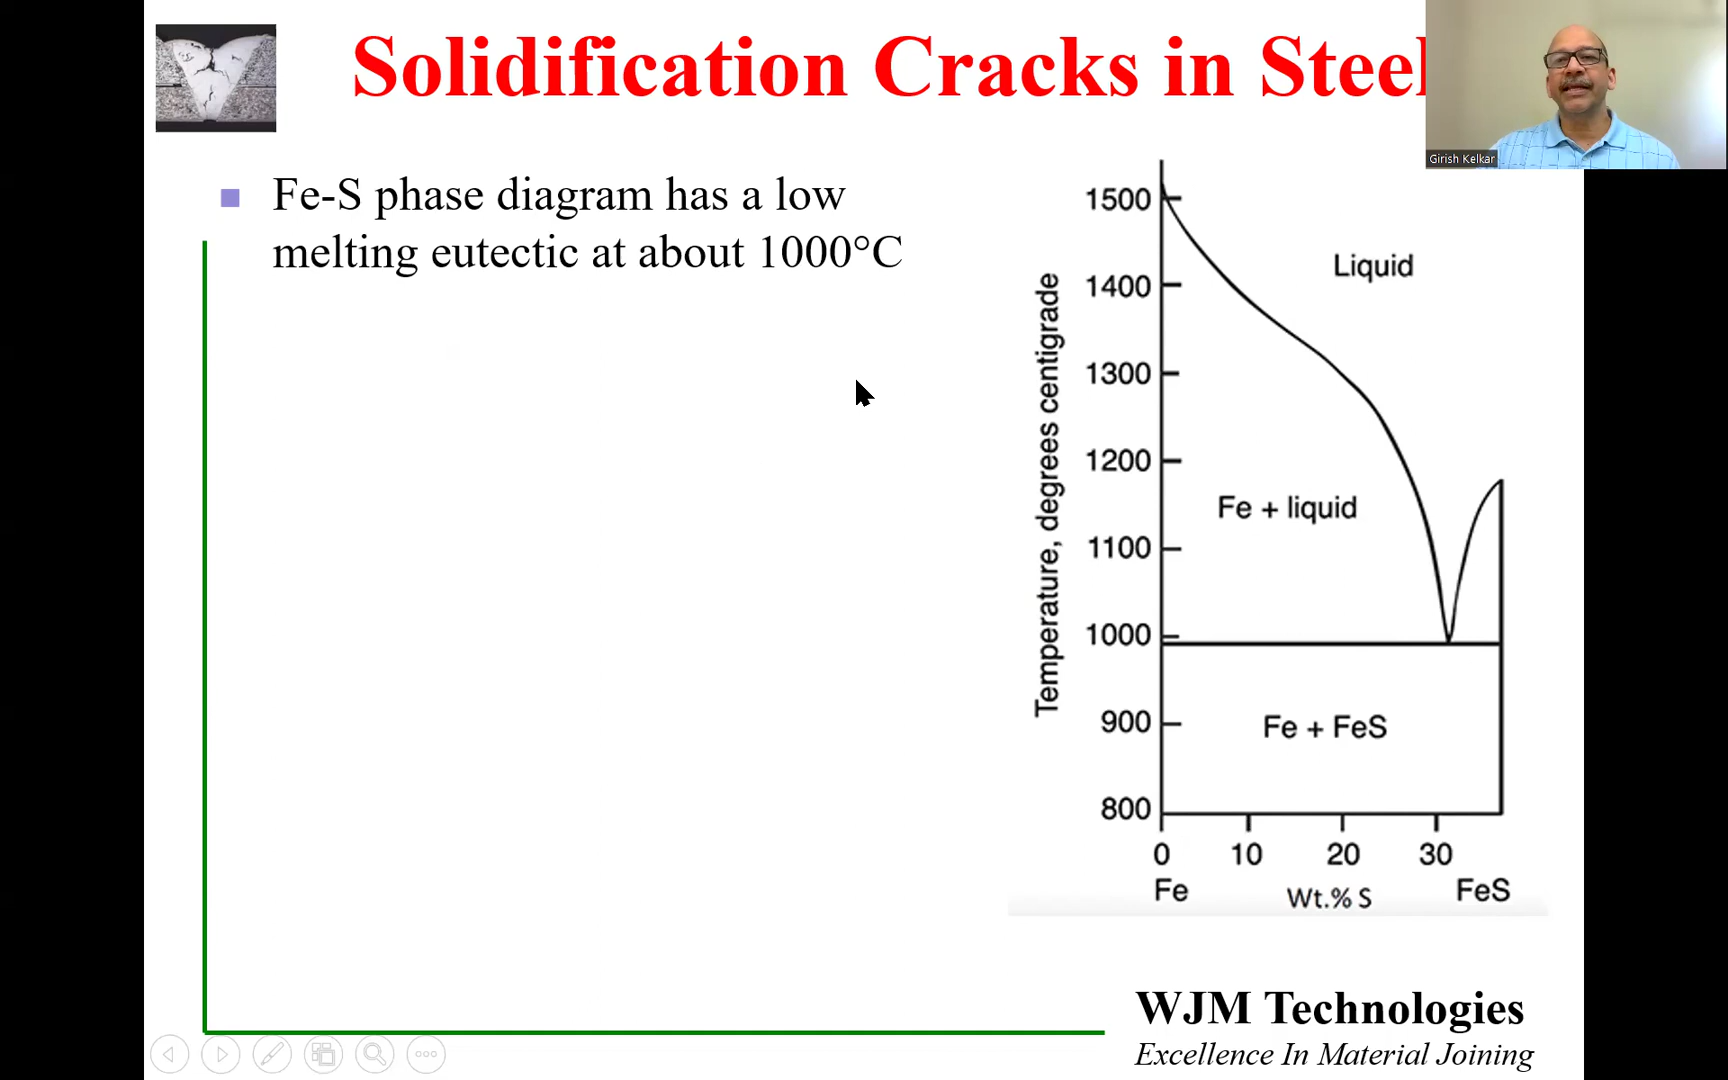 Solidification Cracks in Steel
Girish Kelkar
Fe-S phase diagram has a low
melting eutectic at about 1000°C
Temperature, degrees centigrade
1500
1400
1300
1200
1100
1000
900
800
Liquid
Fe + liquid
Fe + FeS
0 10 20 30
Fe Wt.% S FeS
WJM Technologies
Excellence In Material Joining